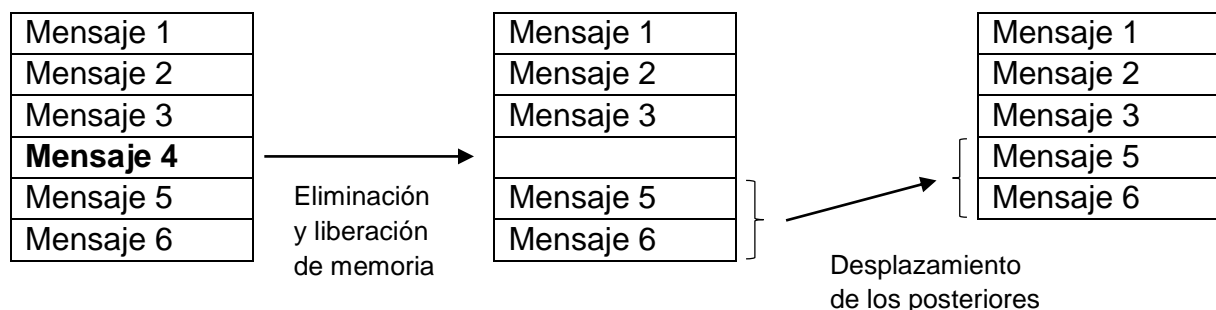 Mensaje 1
Mensaje 2
Mensaje 3
Mensaje 4
Mensaje 5
Mensaje 6
Eliminación
y liberación
de memoria
Mensaje 1
Mensaje 2
Mensaje 3
Mensaje 5
Mensaje 6
Desplazamiento
de los posteriores
Mensaje 1
Mensaje 2
Mensaje 3
Mensaje 5
Mensaje 6